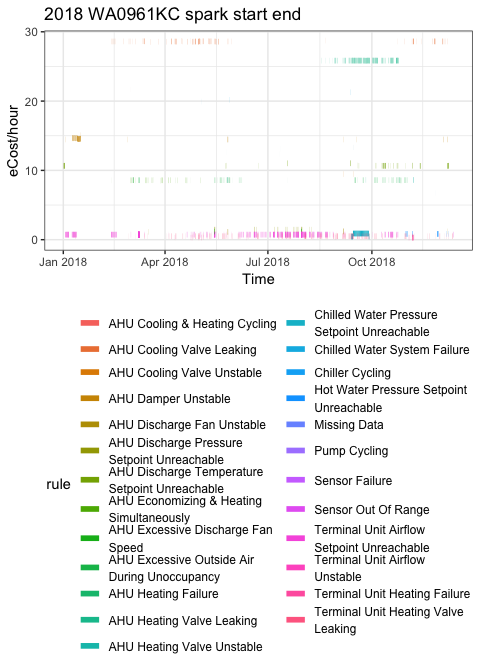 2018 WA0961KC spark start end
30
20
10
0
eCost/hour
Jan 2018
Apr 2018
Jul 2018
Oct 2018
Time
rule
AHU Cooling & Heating Cycling
AHU Cooling Valve Leaking
AHU Cooling Valve Unstable
AHU Damper Unstable
AHU Discharge Fan Unstable
AHU Discharge Pressure
Setpoint Unreachable
AHU Discharge Temperature
Setpoint Unreachable
AHU Economizing & Heating
Simultaneously
AHU Excessive Discharge Fan
Speed
AHU Excessive Outside Air
During Unoccupancy
AHU Heating Failure
AHU Heating Valve Leaking
AHU Heating Valve Unstable
Chilled Water Pressure
Setpoint Unreachable
Chilled Water System Failure
Chiller Cycling
Hot Water Pressure Setpoint
Unreachable
Missing Data
Pump Cycling
Sensor Failure
Sensor Out Of Range
Terminal Unit Airflow
Setpoint Unreachable
Terminal Unit Airflow
Unstable
Terminal Unit Heating Failure
Terminal Unit Heating Valve
Leaking